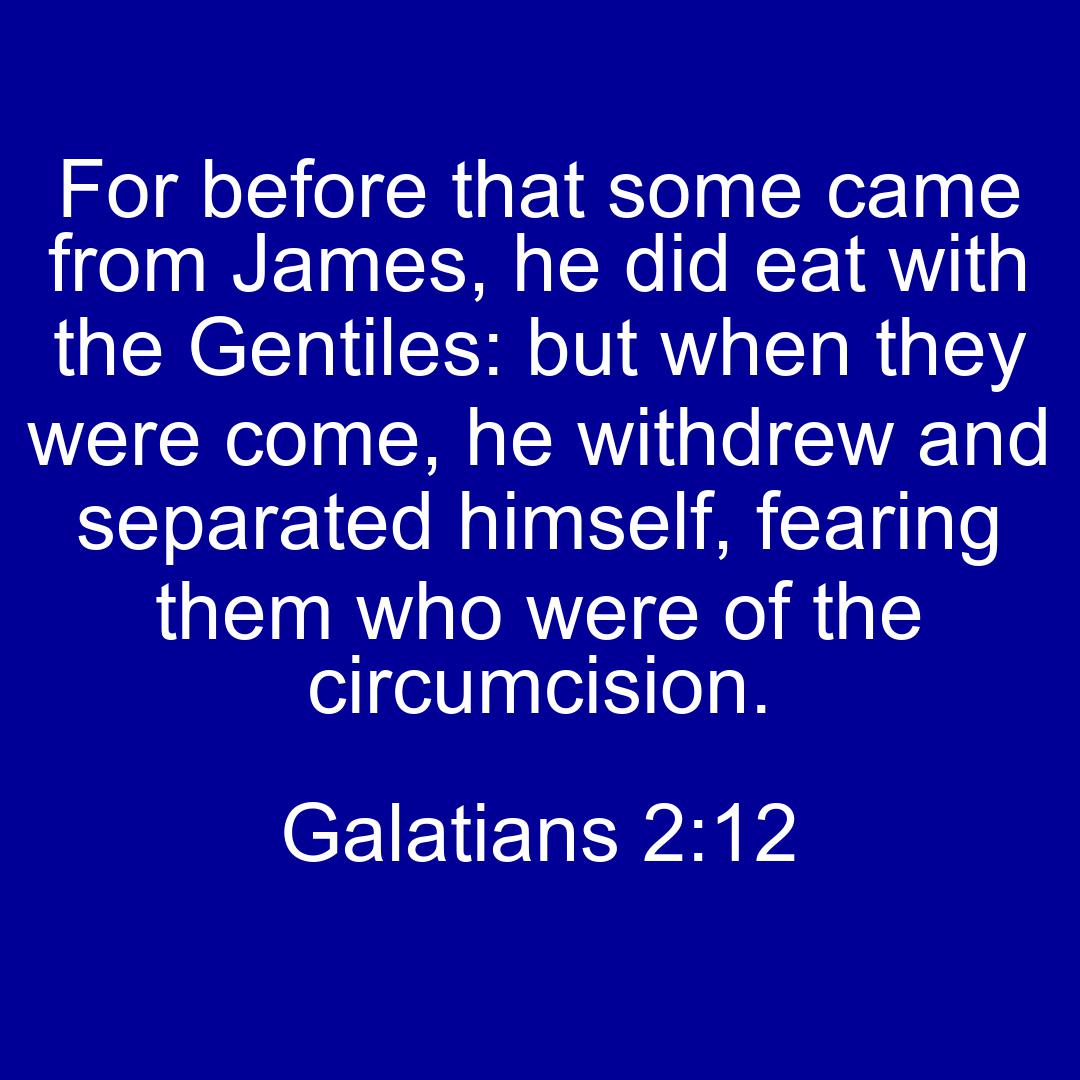 For before that some came
from James, he did eat with
the Gentiles: but when they
were come, he withdrew and
separated himself, fearing
them who were of the
circumcision.
Galatians 2:12